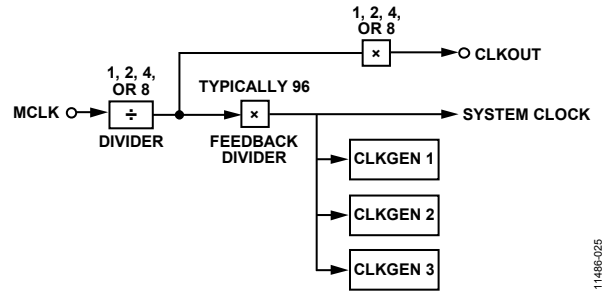 1, 2, 4,
OR 8
× CLKOUT
1, 2, 4,
OR 8
TYPICALLY 96
MCLK ÷ × SYSTEM CLOCK
DIVIDER
FEEDBACK
DIVIDER
CLKGEN 1
CLKGEN 2
CLKGEN 3
11486-025